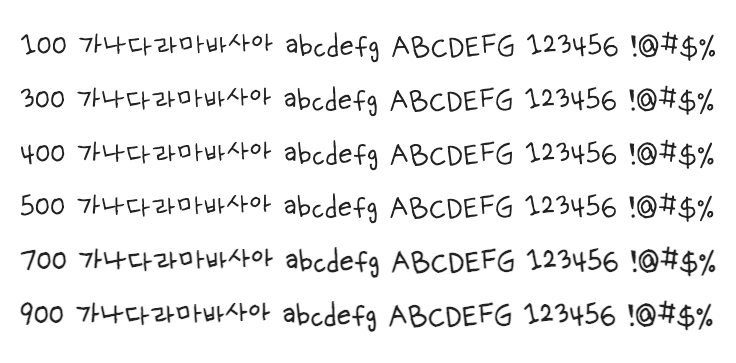 100 가나다라마바사아 abcdefg ABCDEFG 123456 !@#$%
300 가나다라마바사아 abcdefg ABCDEFG 123456 !@#$%
400 가나다라마바사아 abcdefg ABCDEFG 123456 !@#$%
500 가나다라마바사아 abcdefg ABCDEFG 123456 !@#$%
700 가나다라마바사아 abcdefg ABCDEFG 123456 !@#$%
900 가나다라마바사아 abcdefg ABCDEFG 123456 !@#$%